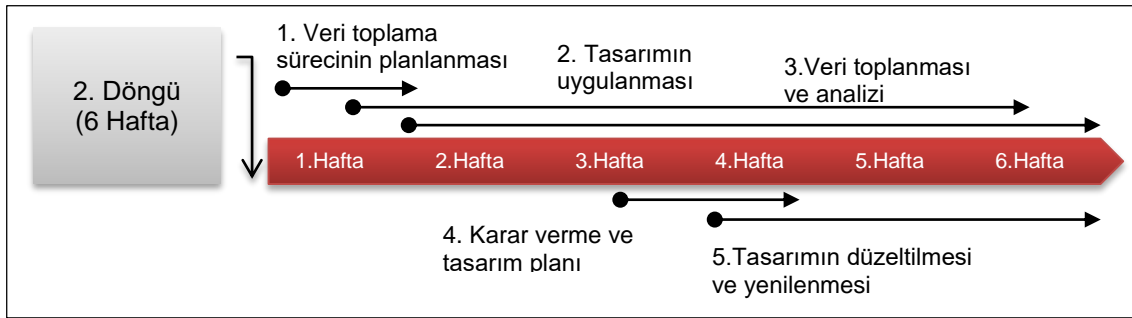 2. Döngü
(6 Hafta)
1. Veri toplama
sürecinin planlanması
2. Tasarımın
uygulanması
3.Veri toplanması
ve analizi
1.Hafta
2.Hafta
3.Hafta
4.Hafta
5.Hafta
6.Hafta
4. Karar verme ve
tasarım planı
5.Tasarımın düzeltilmesi
ve yenilenmesi